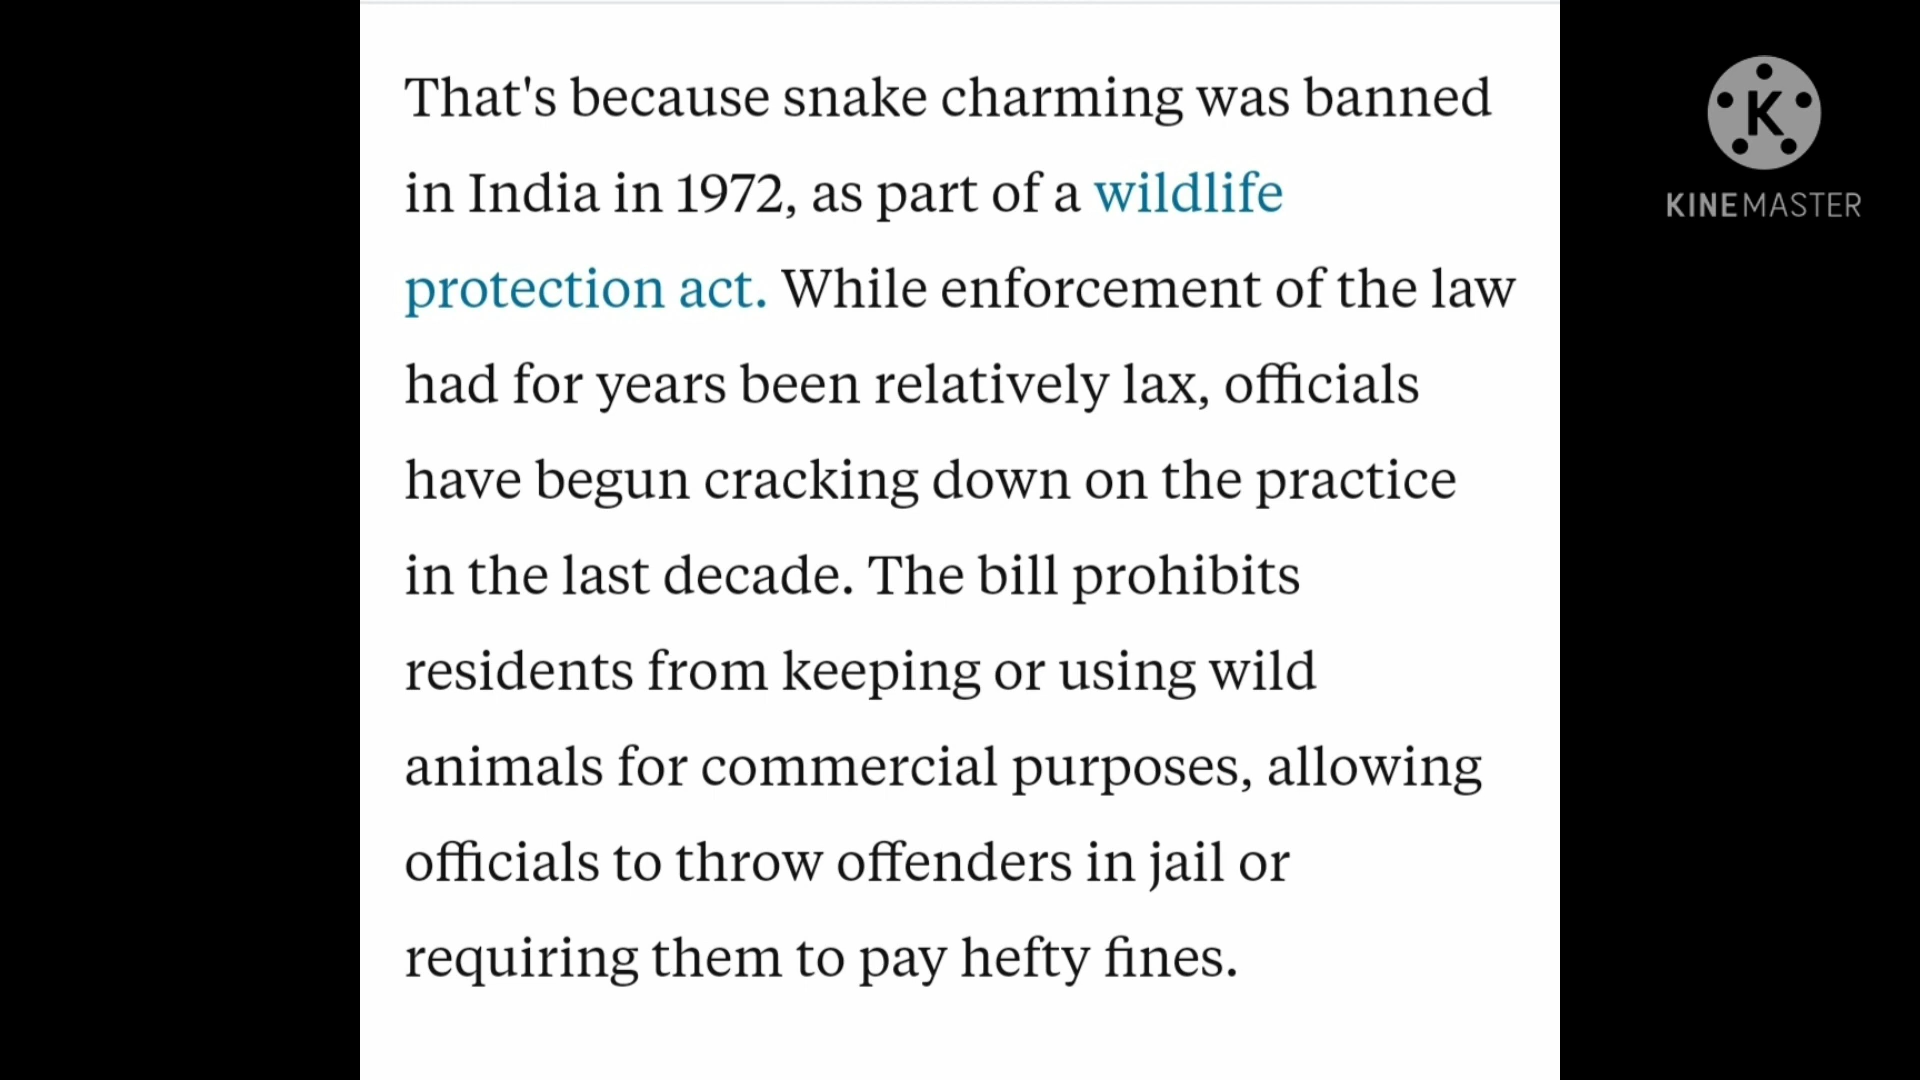 That's because snake charming was banned
in India in 1972, as part of a wildlife
protection act. While enforcement of the law
had for years been relatively lax, officials
have begun cracking down on the practice
in the last decade. The bill prohibits
residents from keeping or using wild
animals for commercial purposes, allowing
officials to throw offenders in jail or
requiring them to pay hefty fines.
K
KINEMASTER